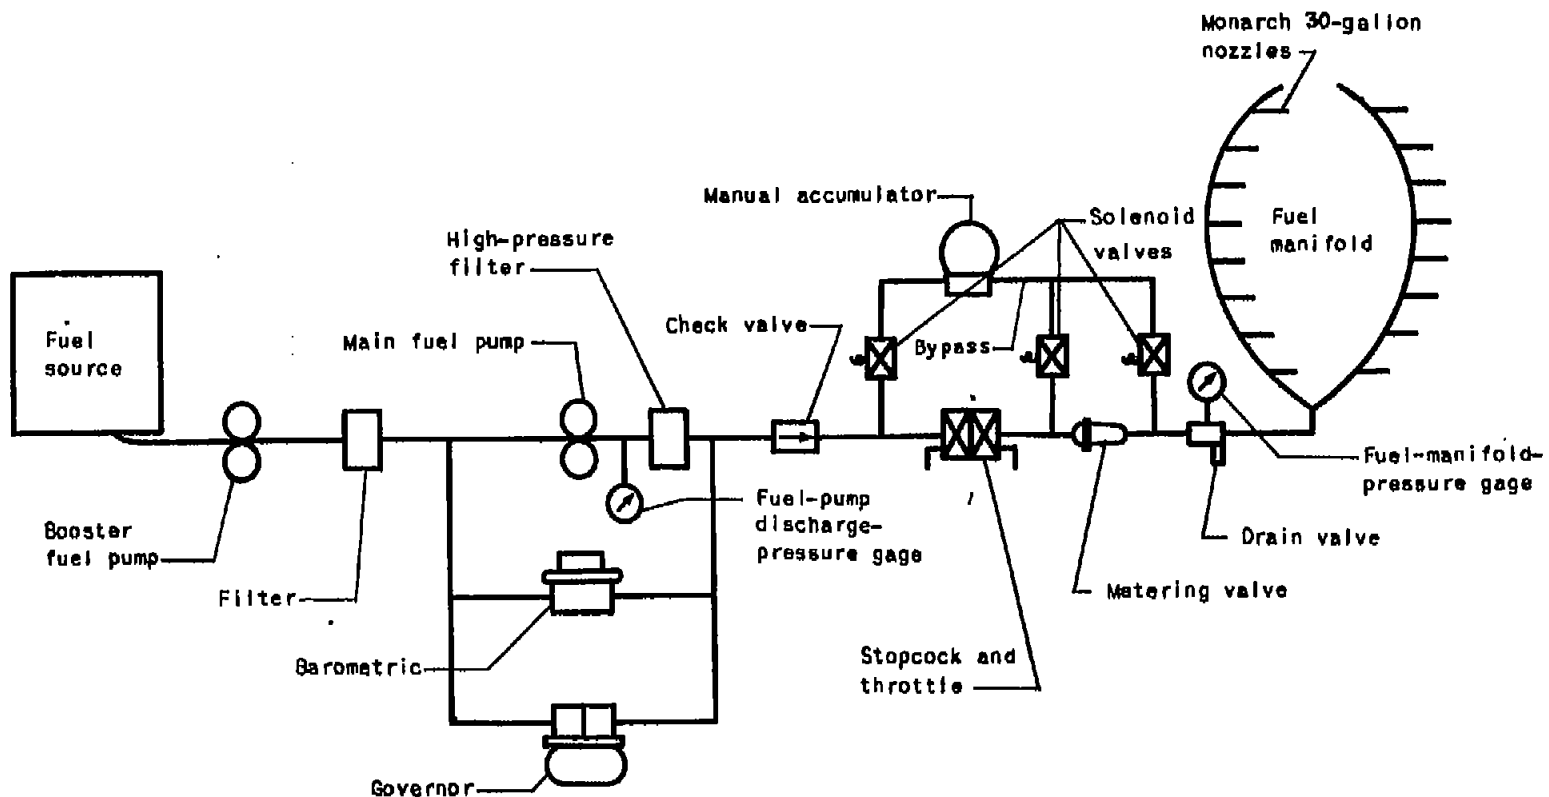 Monarch 30-gallon
nozzles
Manual accumulator
Solenoid
valves
Fuel
manifold
High-pressure
filter
Fuel
source
Main fuel pump
Check valve
Bypass
Fuel-manifold-
pressure gage
Fuel-pump
discharge-
pressure gage
Booster
fuel pump
Drain valve
Filter
Metering valve
Barometric
Stopcock and
throttle
Governor